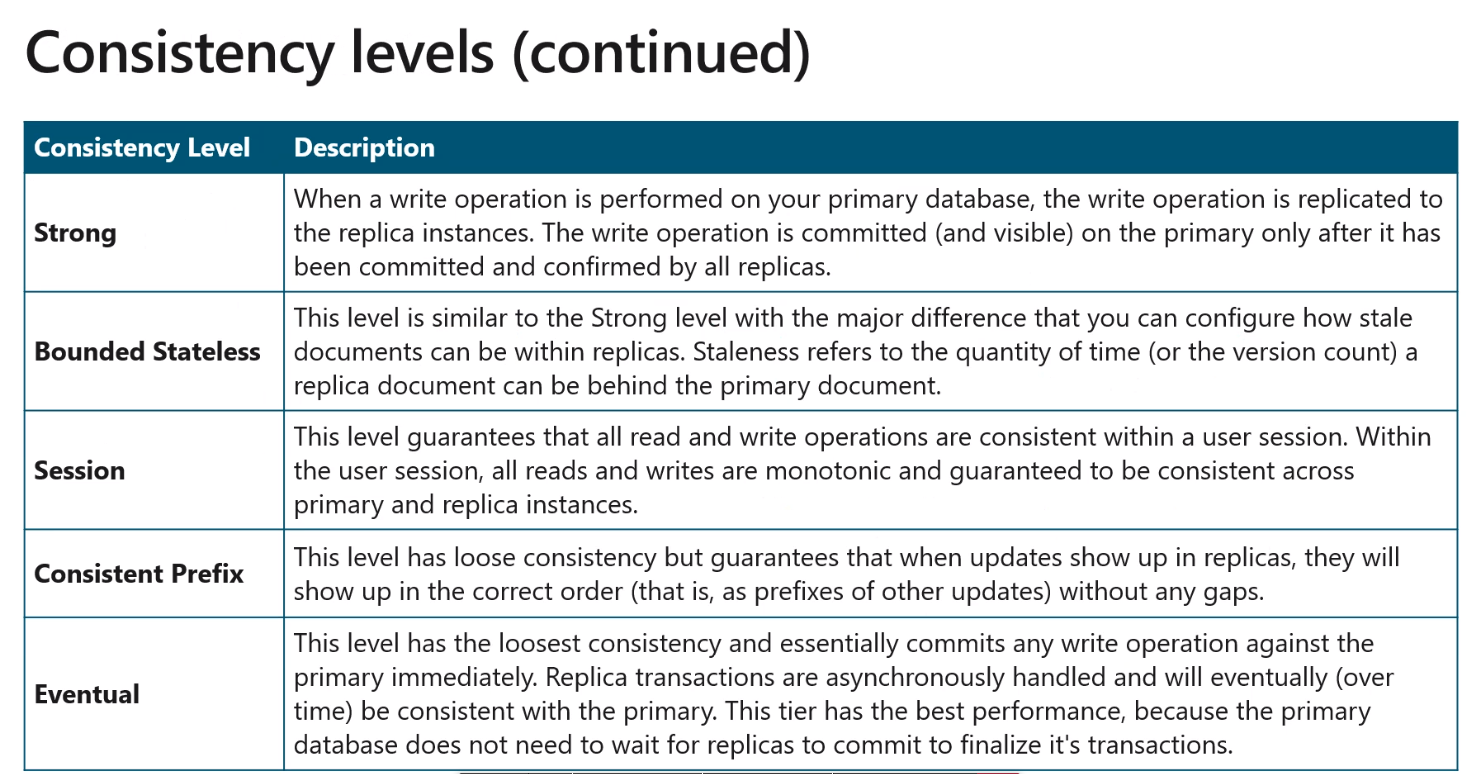 Consistency levels (continued)
Consistency Level Description
Strong
When a write operation is performed on your primary database, the write operation is replicated to
the replica instances. The write operation is committed (and visible) on the primary only after it has
been committed and confirmed by all replicas.
Bounded Stateless
This level is similar to the Strong level with the major difference that you can configure how stale
documents can be within replicas. Staleness refers to the quantity of time (or the version count) a
replica document can be behind the primary document.
Session
This level guarantees that all read and write operations are consistent within a user session. Within
the user session, all reads and writes are monotonic and guaranteed to be consistent across
primary and replica instances.
Consistent Prefix
This level has loose consistency but guarantees that when updates show up in replicas, they will
show up in the correct order (that is, as prefixes of other updates) without any gaps.
Eventual
This level has the loosest consistency and essentially commits any write operation against the
primary immediately. Replica transactions are asynchronously handled and will eventually (over
time) be consistent with the primary. This tier has the best performance, because the primary
database does not need to wait for replicas to commit to finalize it's transactions.